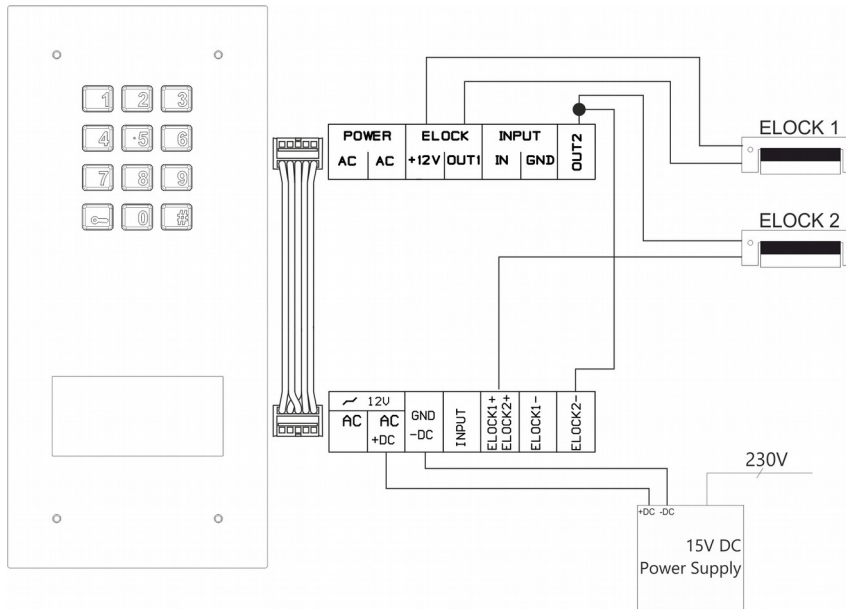 1 2 3
4 ·5 6
7 8 9
0 #
POWER ELOCK INPUT OUT2
AC AC +12V OUT1 IN GND
ELOCK 1
ELOCK 2
~ 12V
AC AC +DC
GND -DC
INPUT
ELOCK1+
ELOCK2+
ELOCK1-
ELOCK2-
230V
+DC -DC
15V DC
Power Supply